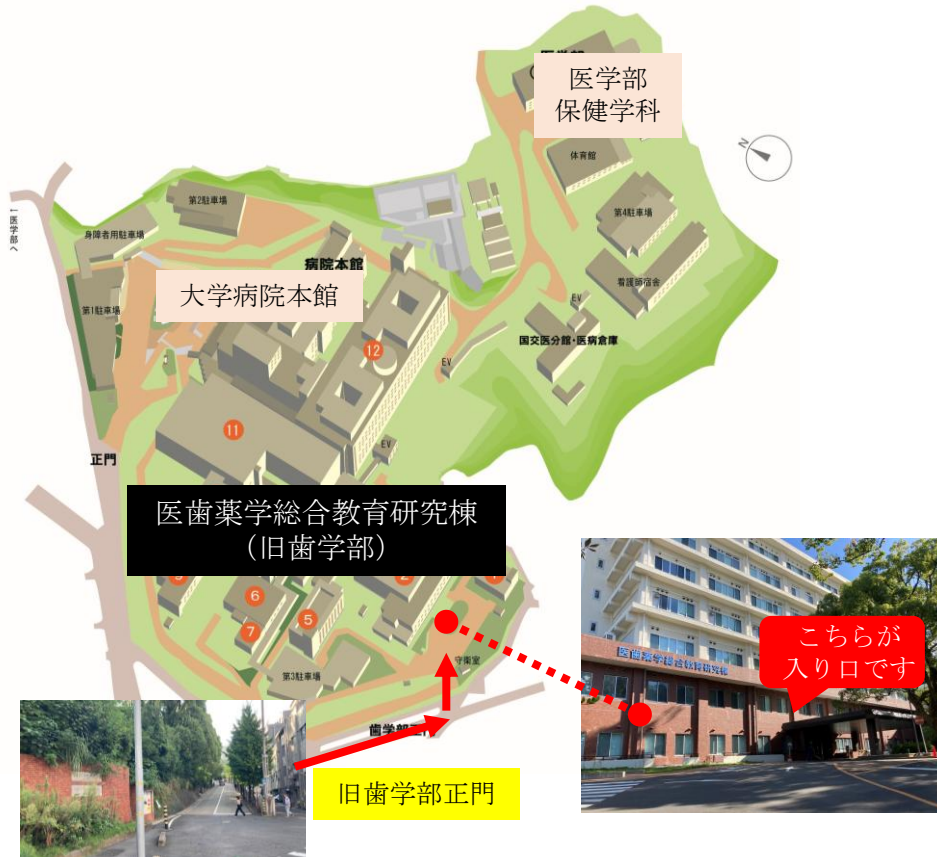 医学部
保健学科
体育館
N
第2駐車場
第4駐車場
←医学部へ
身障者用駐車場
病院本館
大学病院本館
看護師宿舎
第1駐車場
EV
国交医分館・医病倉庫
12
EV
11
EV
正門
医歯薬学総合教育研究棟
（旧歯学部）
2
1
6
5
7
守衛室
第3駐車場
こちらが
入り口です
医歯薬学総合教育研究棟
歯学部正門
旧歯学部正門